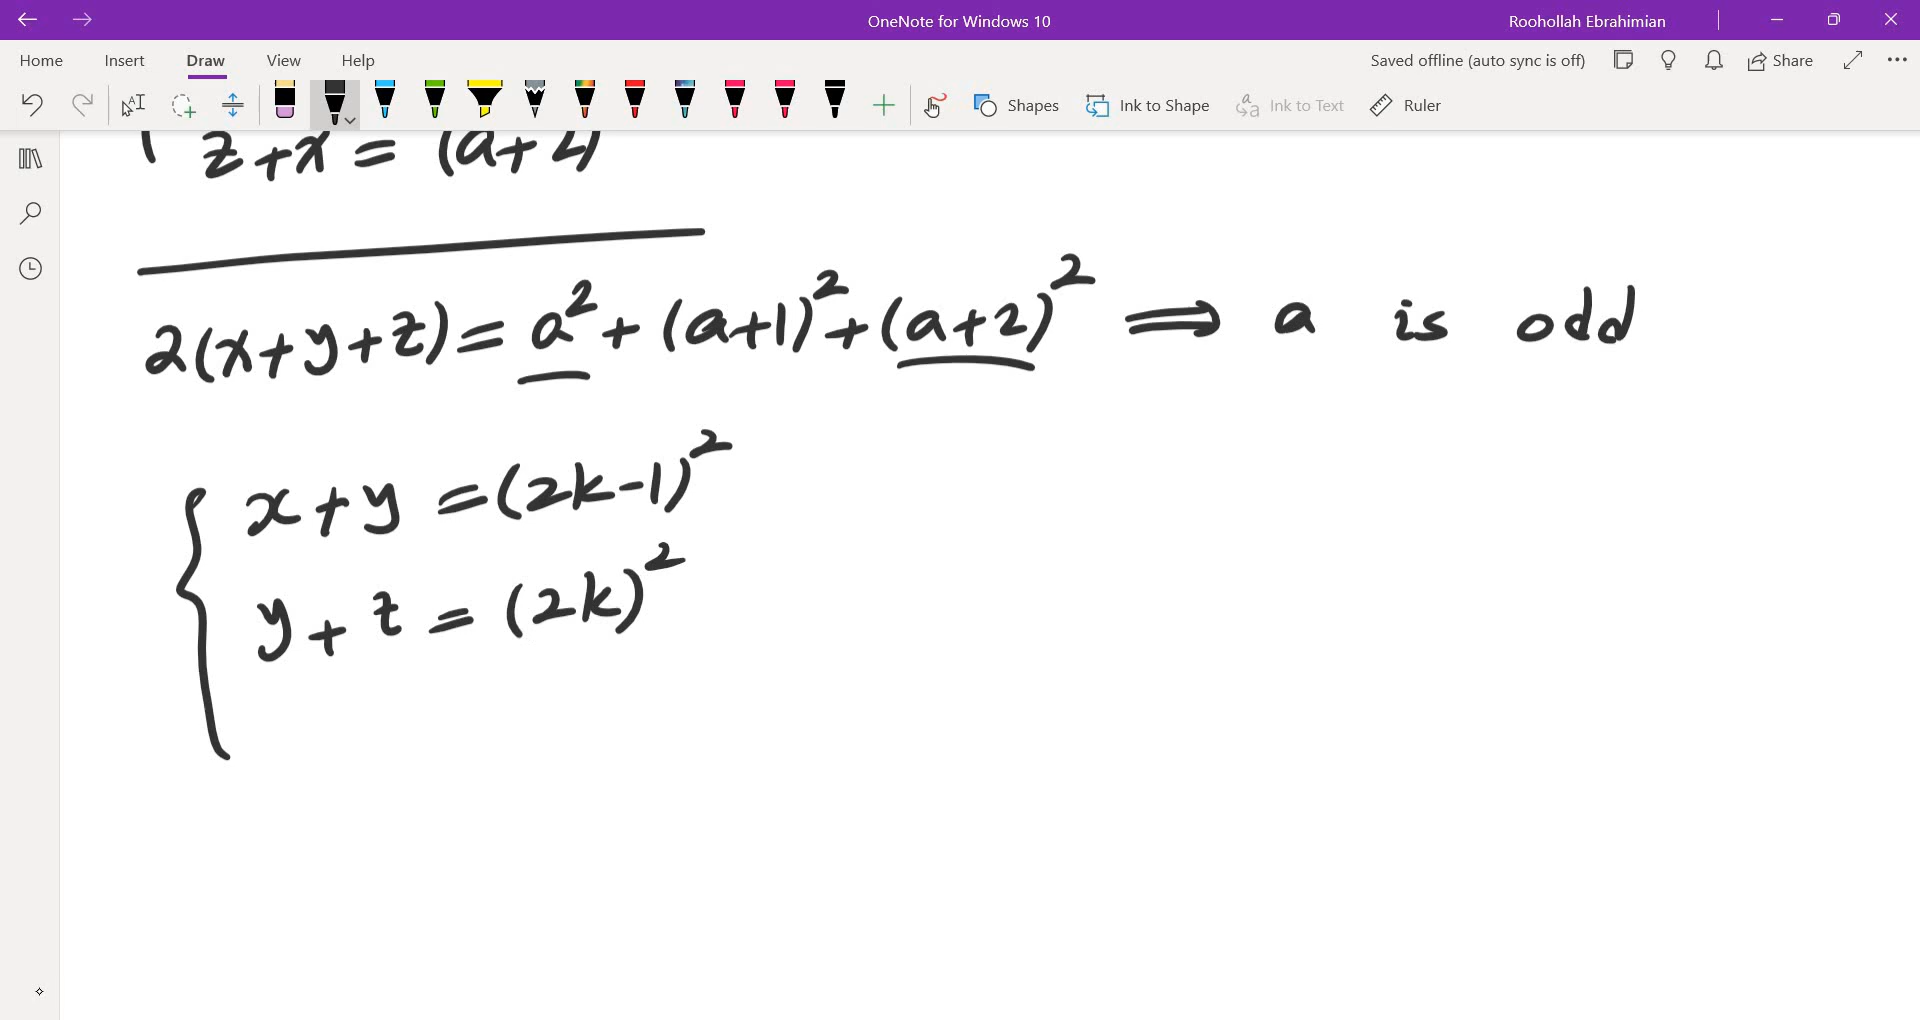 OneNote for Windows 10
Roohollah Ebrahimian
Home Insert Draw View Help
Saved offline (auto sync is off) Share
Shapes Ink to Shape Ink to Text Ruler
z+x = (a+2)
2(x+y+z) = a² + (a+1)² + (a+2)² ⟹ a is odd
x+y = (2k-1)²
y+z = (2k)²